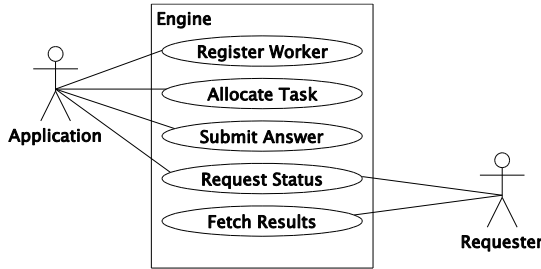 Engine
Register Worker
Allocate Task
Submit Answer
Request Status
Fetch Results
Application
Requester